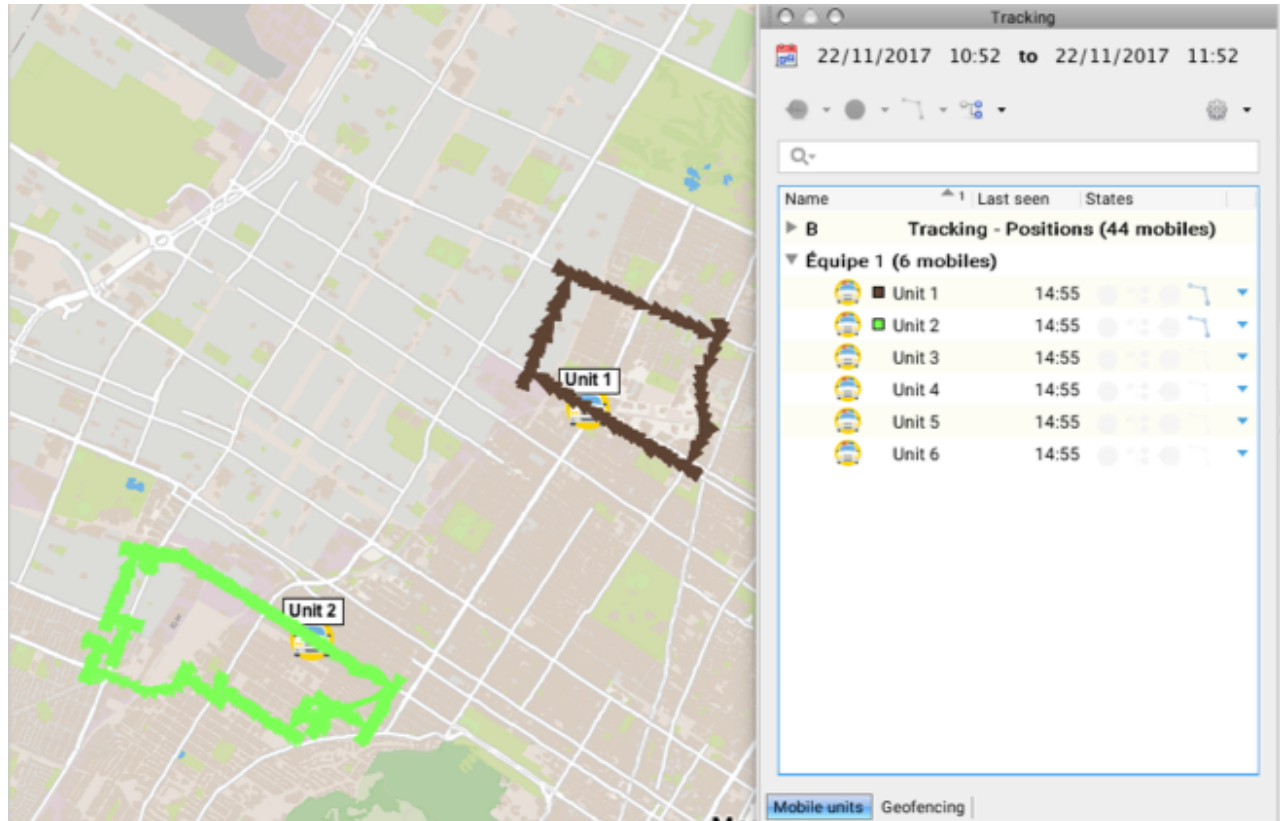 Tracking
22/11/2017 10:52 to 22/11/2017 11:52
Name 1 Last seen States
B Tracking - Positions (44 mobiles)
Équipe 1 (6 mobiles)
Unit 1 14:55
Unit 2 14:55
Unit 3 14:55
Unit 4 14:55
Unit 5 14:55
Unit 6 14:55
Mobile units Geofencing
Unit 1
Unit 2